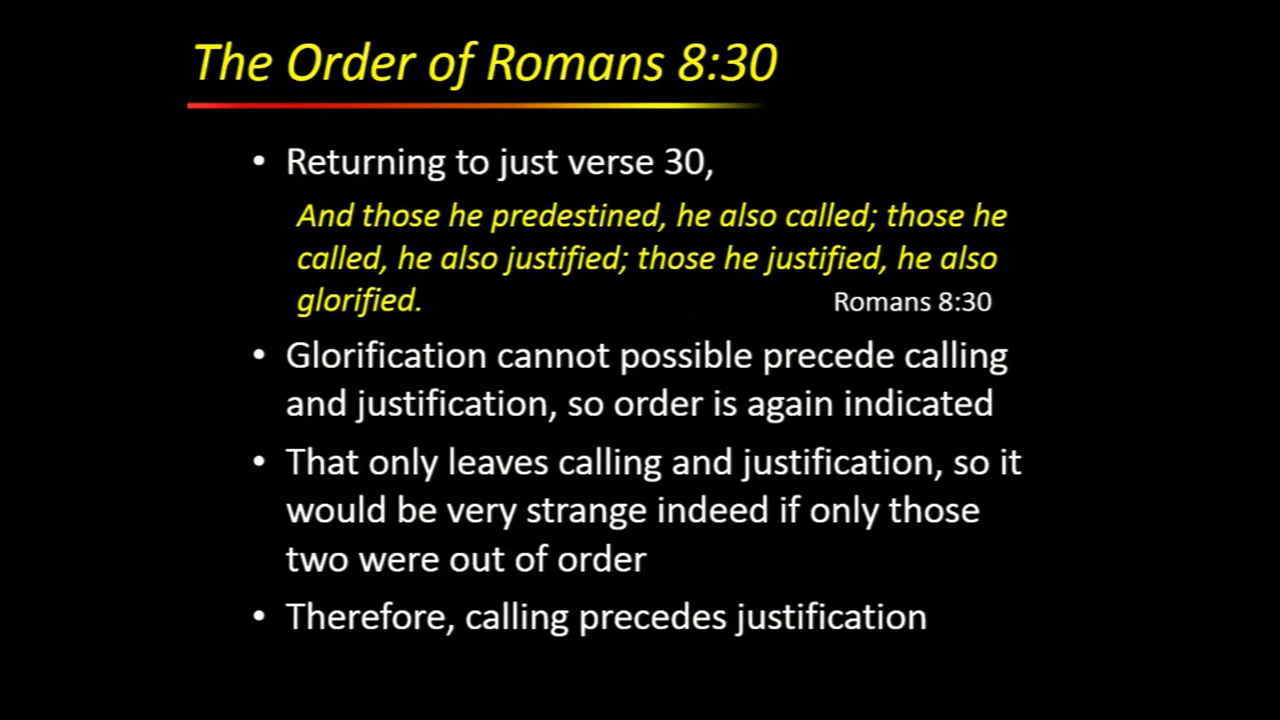 The Order of Romans 8:30
• Returning to just verse 30,
And those he predestined, he also called; those he
called, he also justified; those he justified, he also
glorified. Romans 8:30
• Glorification cannot possible precede calling
and justification, so order is again indicated
• That only leaves calling and justification, so it
would be very strange indeed if only those
two were out of order
• Therefore, calling precedes justification